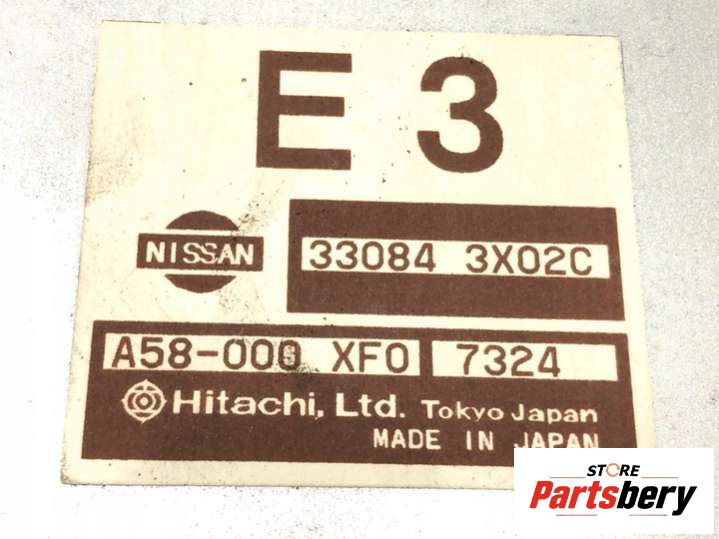 E 3
NISSAN
33084 3X02C
A58-000 XF0 7324
Hitachi, Ltd. Tokyo Japan
MADE IN JAPAN
STORE
Partsbery